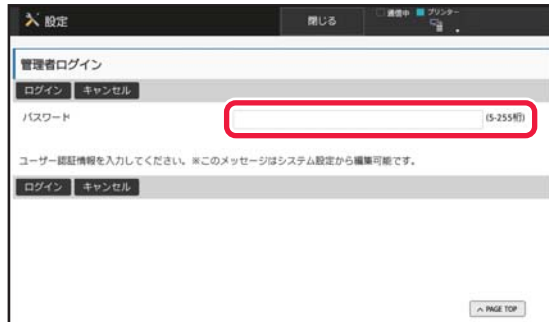 設定
閉じる
通信中 プリンター
管理者ログイン
ログイン キャンセル
パスワード (5-255桁)
ユーザー認証情報を入力してください。※このメッセージはシステム設定から編集可能です。
ログイン キャンセル
PAGE TOP